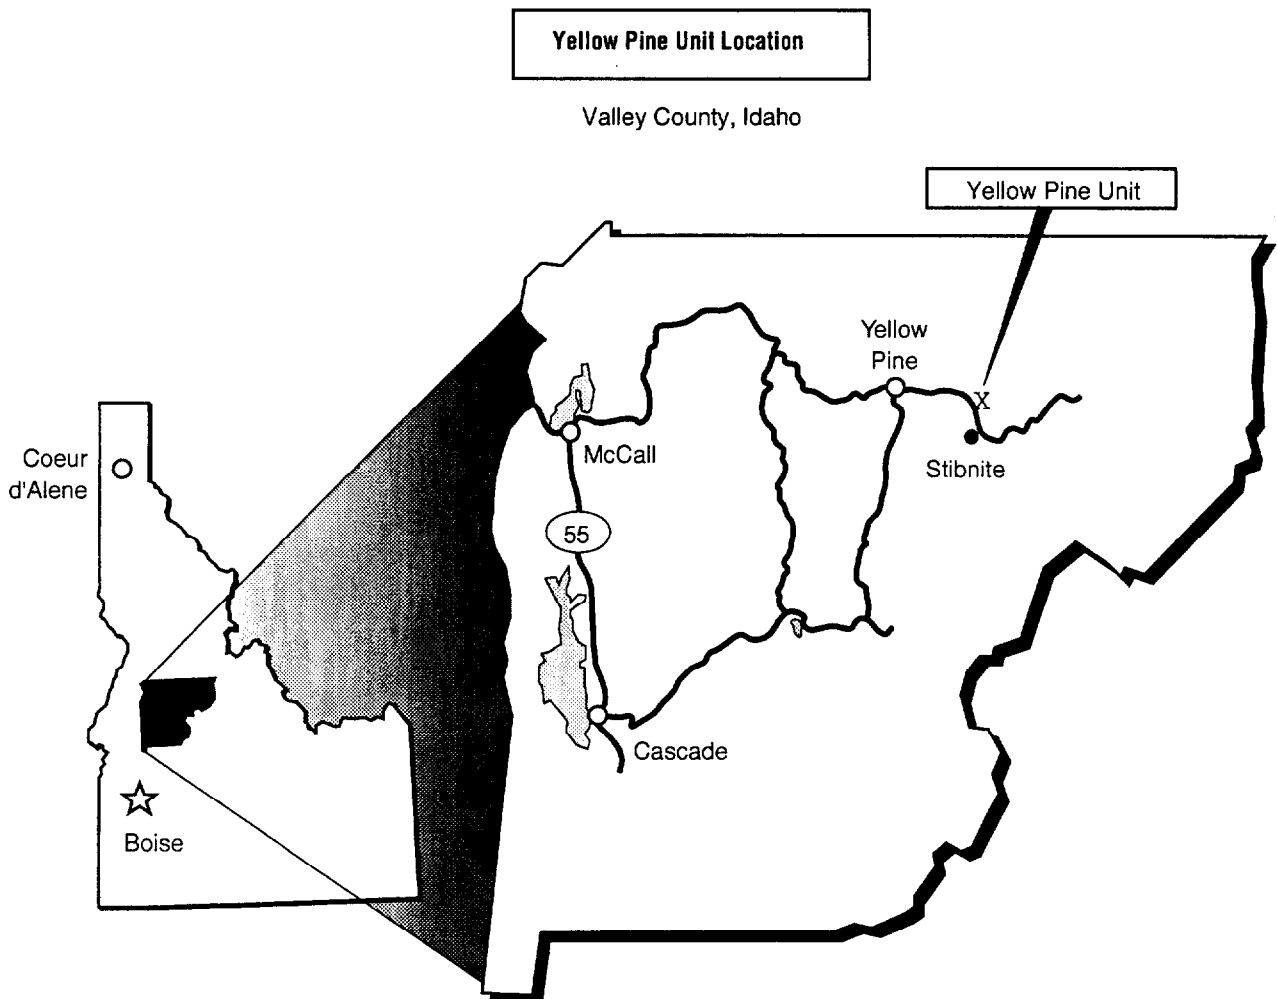 Yellow Pine Unit Location
Valley County, Idaho
Yellow Pine Unit
Yellow
Pine
X
McCall
Stibnite
Coeur
d'Alene
55
Cascade
Boise